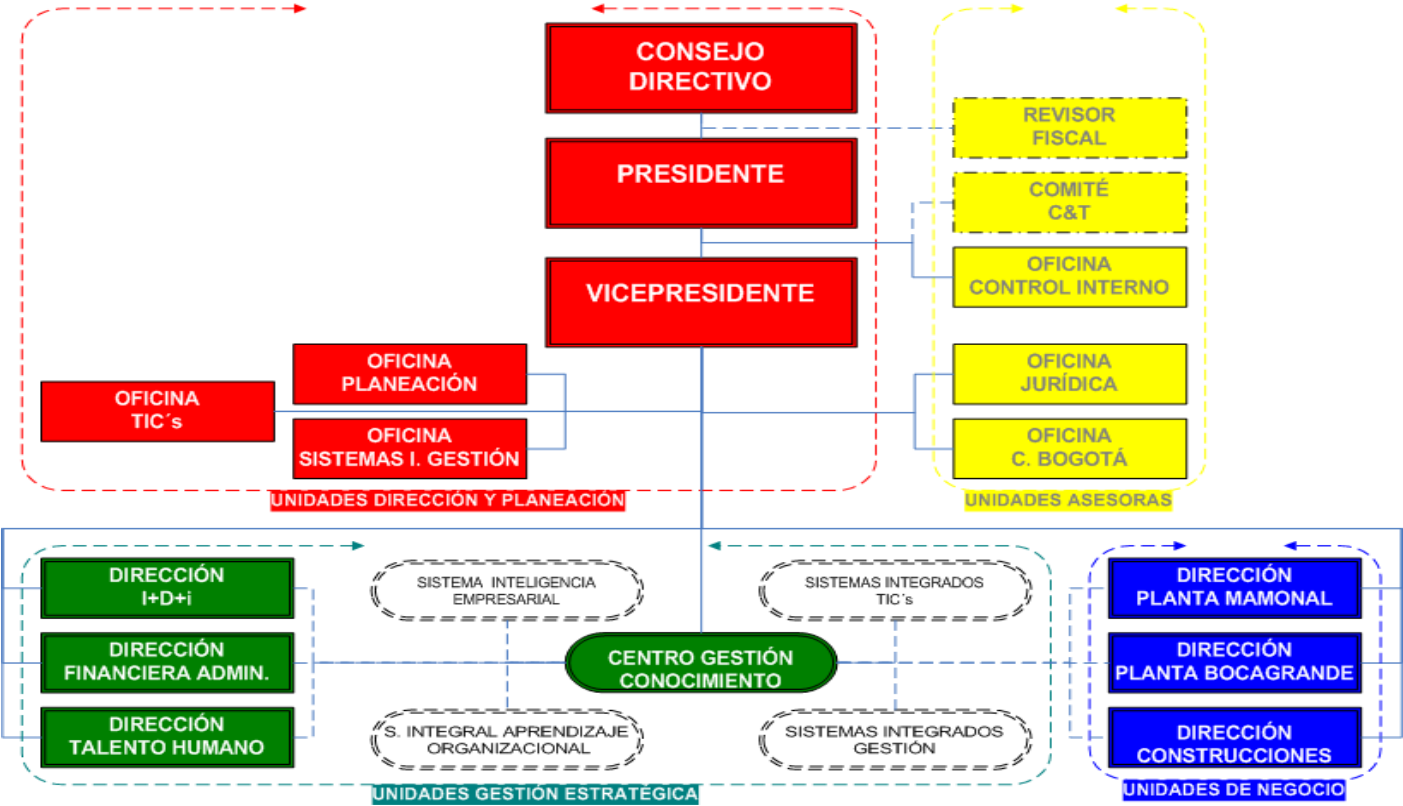 CONSEJO
DIRECTIVO
REVISOR
FISCAL
PRESIDENTE
COMITÉ
C&T
OFICINA
CONTROL INTERNO
VICEPRESIDENTE
OFICINA
PLANEACIÓN
OFICINA
TIC´s
OFICINA
SISTEMAS I. GESTIÓN
OFICINA
JURÍDICA
OFICINA
C. BOGOTÁ
UNIDADES DIRECCIÓN Y PLANEACIÓN
UNIDADES ASESORAS
DIRECCIÓN
I+D+i
SISTEMA INTELIGENCIA
EMPRESARIAL
SISTEMAS INTEGRADOS
TIC´s
DIRECCIÓN
PLANTA MAMONAL
DIRECCIÓN
FINANCIERA ADMIN.
CENTRO GESTIÓN
CONOCIMIENTO
DIRECCIÓN
PLANTA BOCAGRANDE
DIRECCIÓN
TALENTO HUMANO
S. INTEGRAL APRENDIZAJE
ORGANIZACIONAL
SISTEMAS INTEGRADOS
GESTIÓN
DIRECCIÓN
CONSTRUCCIONES
UNIDADES GESTIÓN ESTRATÉGICA
UNIDADES DE NEGOCIO